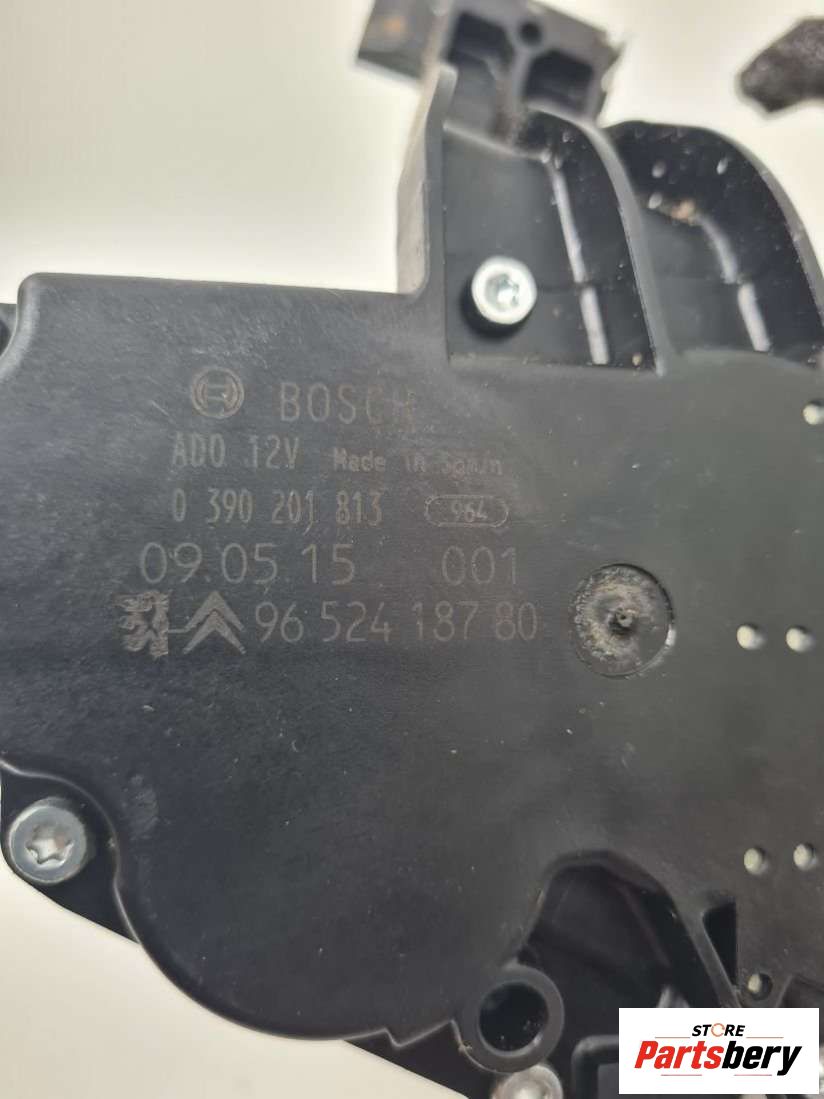 BOSCH
ADO 12V Made in Spain
0 390 201 813 964
09.05.15 001
96 524 187 80
STORE
Partsbery